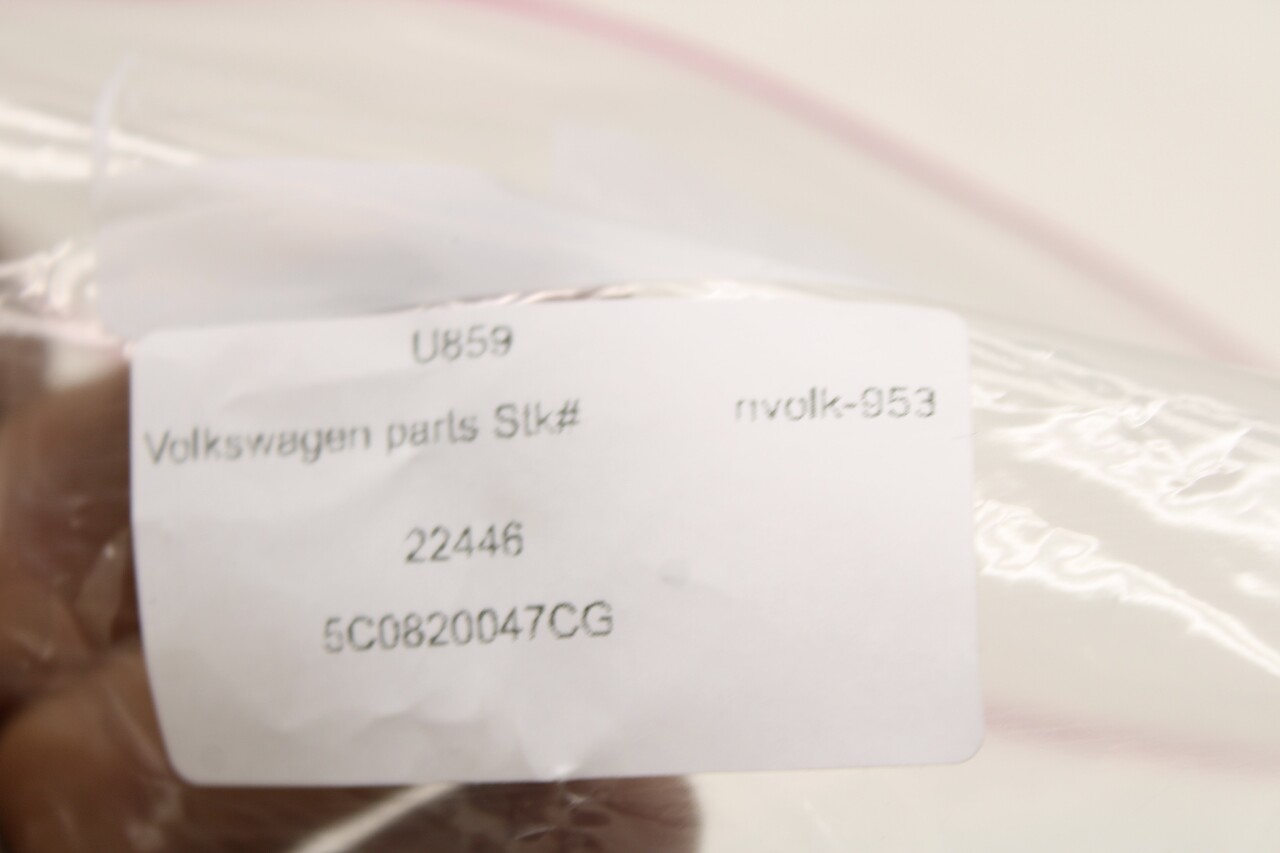 U859
Volkswagen parts Stk# nvolk-953
22446
5C0820047CG